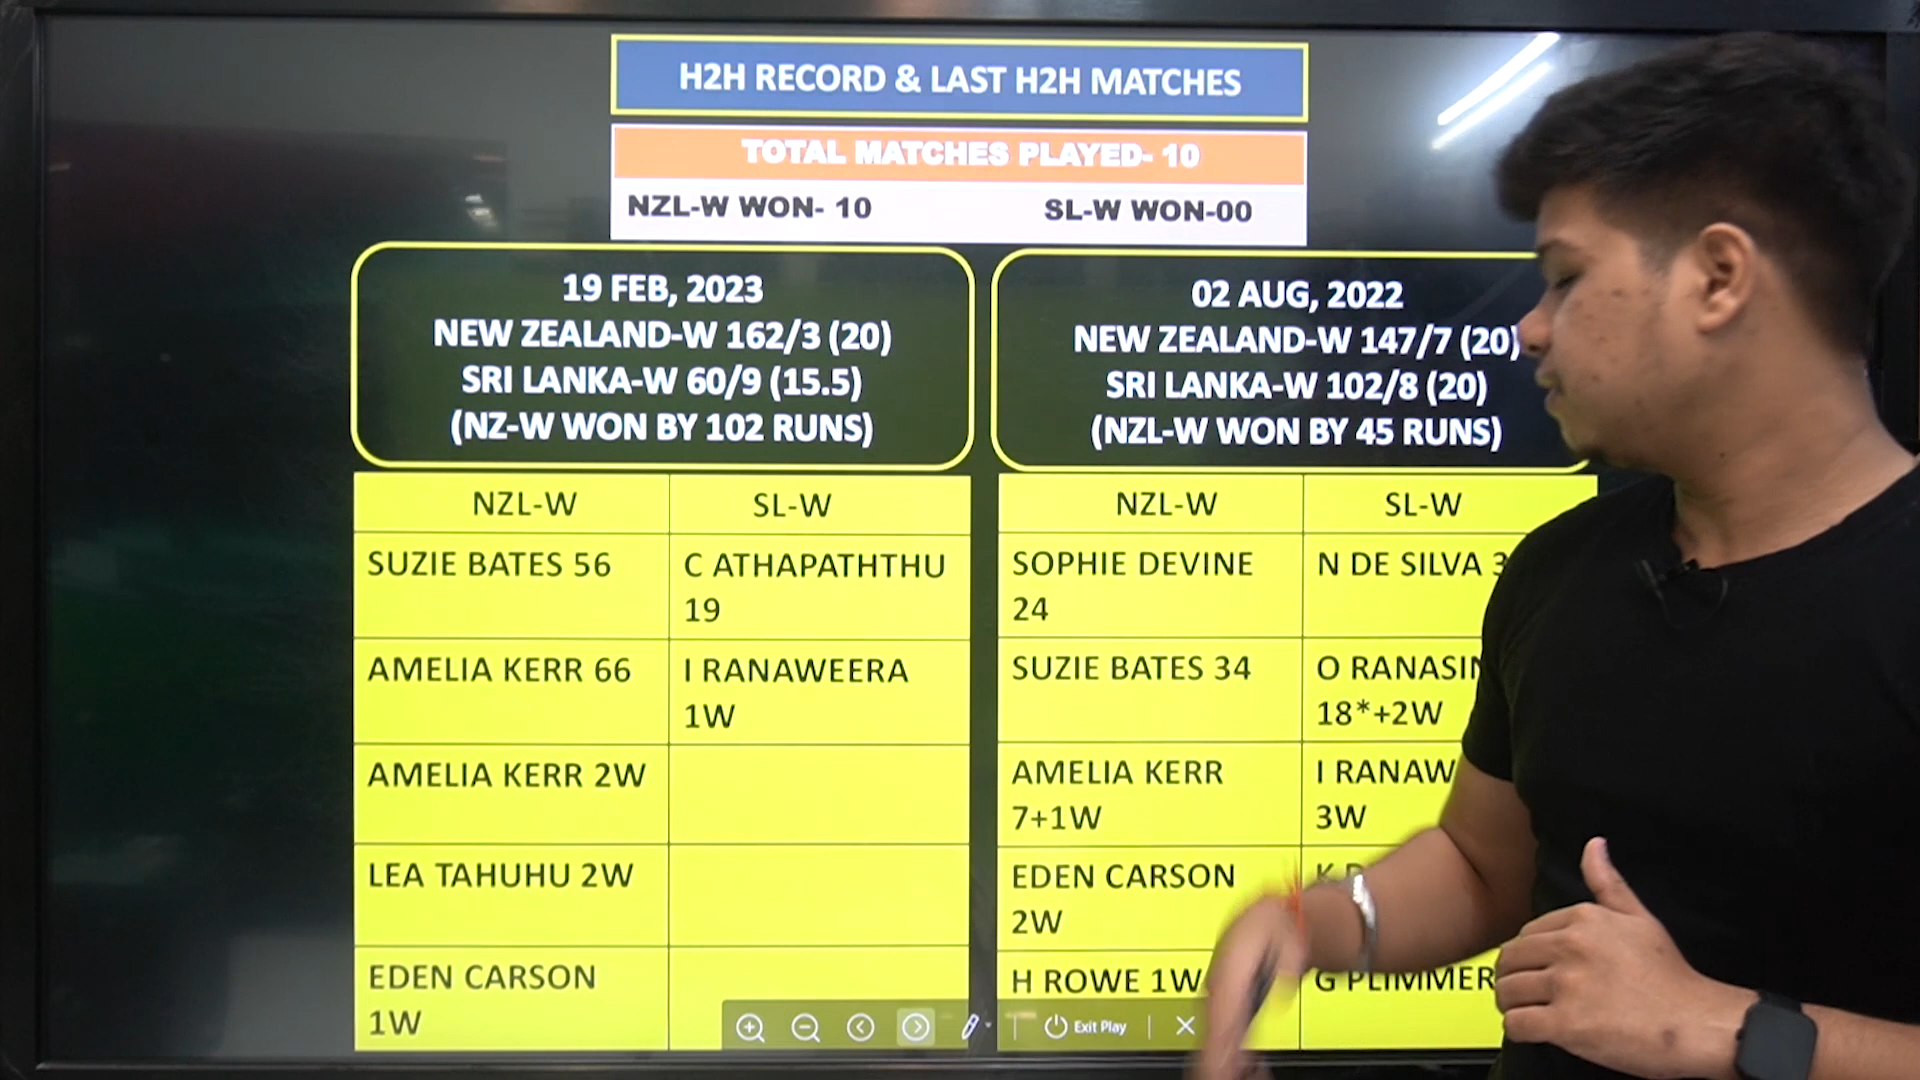 H2H RECORD & LAST H2H MATCHES
TOTAL MATCHES PLAYED- 10
NZL-W WON- 10 SL-W WON-00
19 FEB, 2023
NEW ZEALAND-W 162/3 (20)
SRI LANKA-W 60/9 (15.5)
(NZ-W WON BY 102 RUNS)
02 AUG, 2022
NEW ZEALAND-W 147/7 (20)
SRI LANKA-W 102/8 (20)
(NZL-W WON BY 45 RUNS)
NZL-W SL-W
SUZIE BATES 56 C ATHAPATHTHU
19
AMELIA KERR 66 I RANAWEERA
1W
AMELIA KERR 2W
LEA TAHUHU 2W
EDEN CARSON
1W
NZL-W SL-W
SOPHIE DEVINE
24
N DE SILVA
SUZIE BATES 34
O
18*+2W
AMELIA KERR
7+1W
I
3W
EDEN CARSON
2W
K
H ROWE 1W G PLIMMER
Exit Play